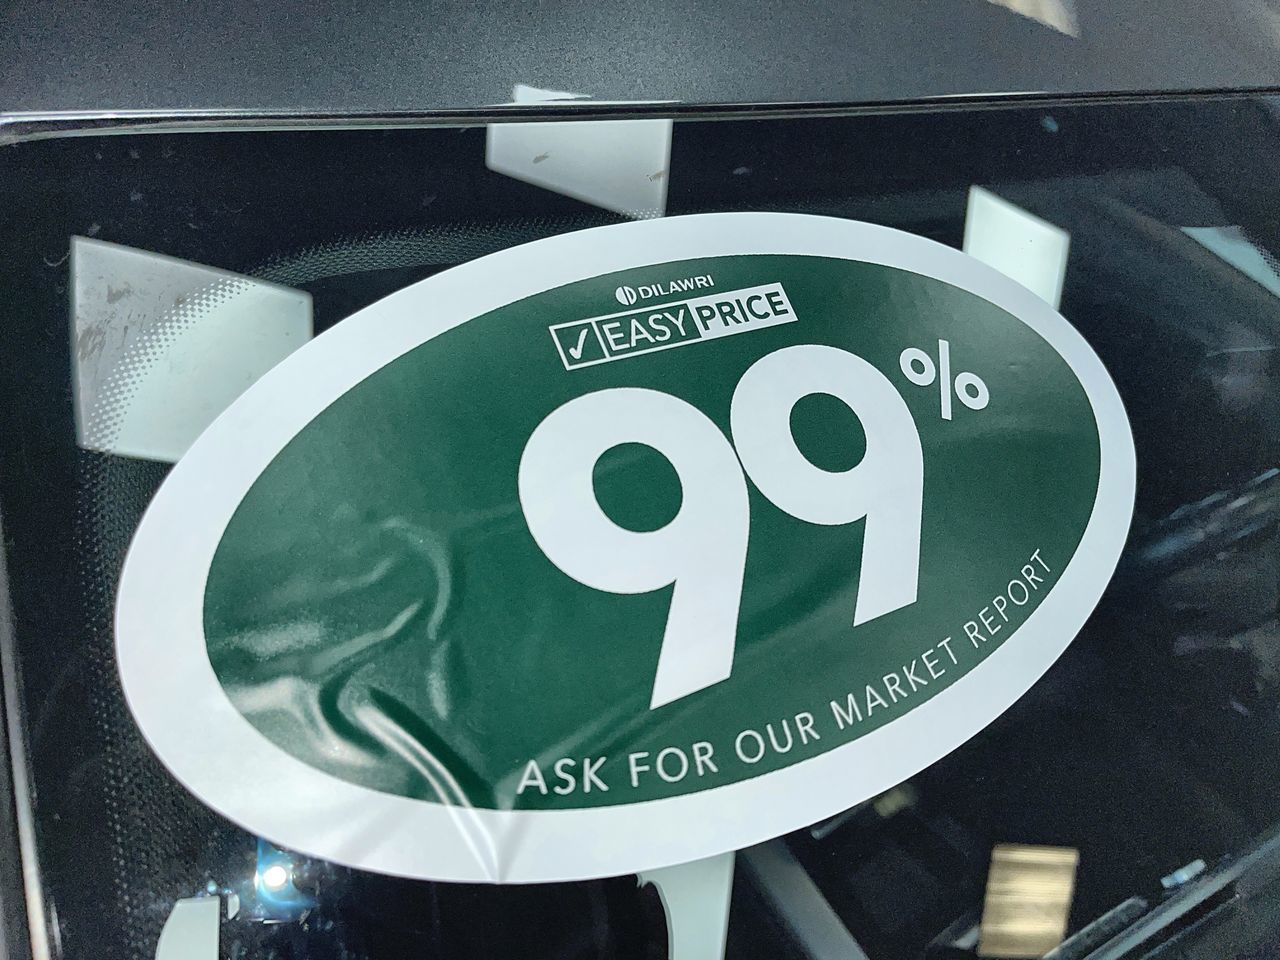 DILAWRI
✓ EASY PRICE
99%
ASK FOR OUR MARKET REPORT